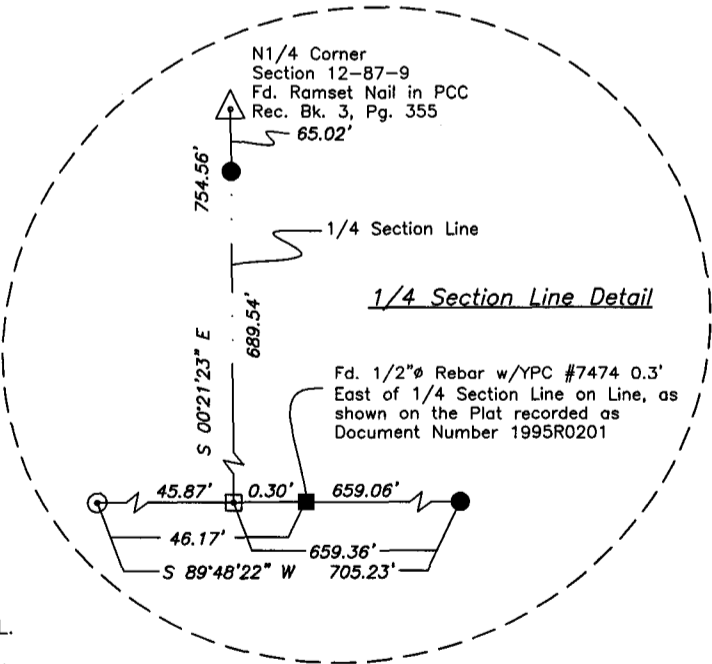 N1/4 Corner
Section 12-87-9
Fd. Ramset Nail in PCC
Rec. Bk. 3, Pg. 355
65.02'
754.56'
1/4 Section Line
1/4 Section Line Detail
689.54'
S 00°21'23" E
Fd. 1/2"ø Rebar w/YPC #7474 0.3'
East of 1/4 Section Line on Line, as
shown on the Plat recorded as
Document Number 1995R0201
45.87' 0.30' 659.06'
46.17'
659.36'
S 89°48'22" W 705.23'
L.